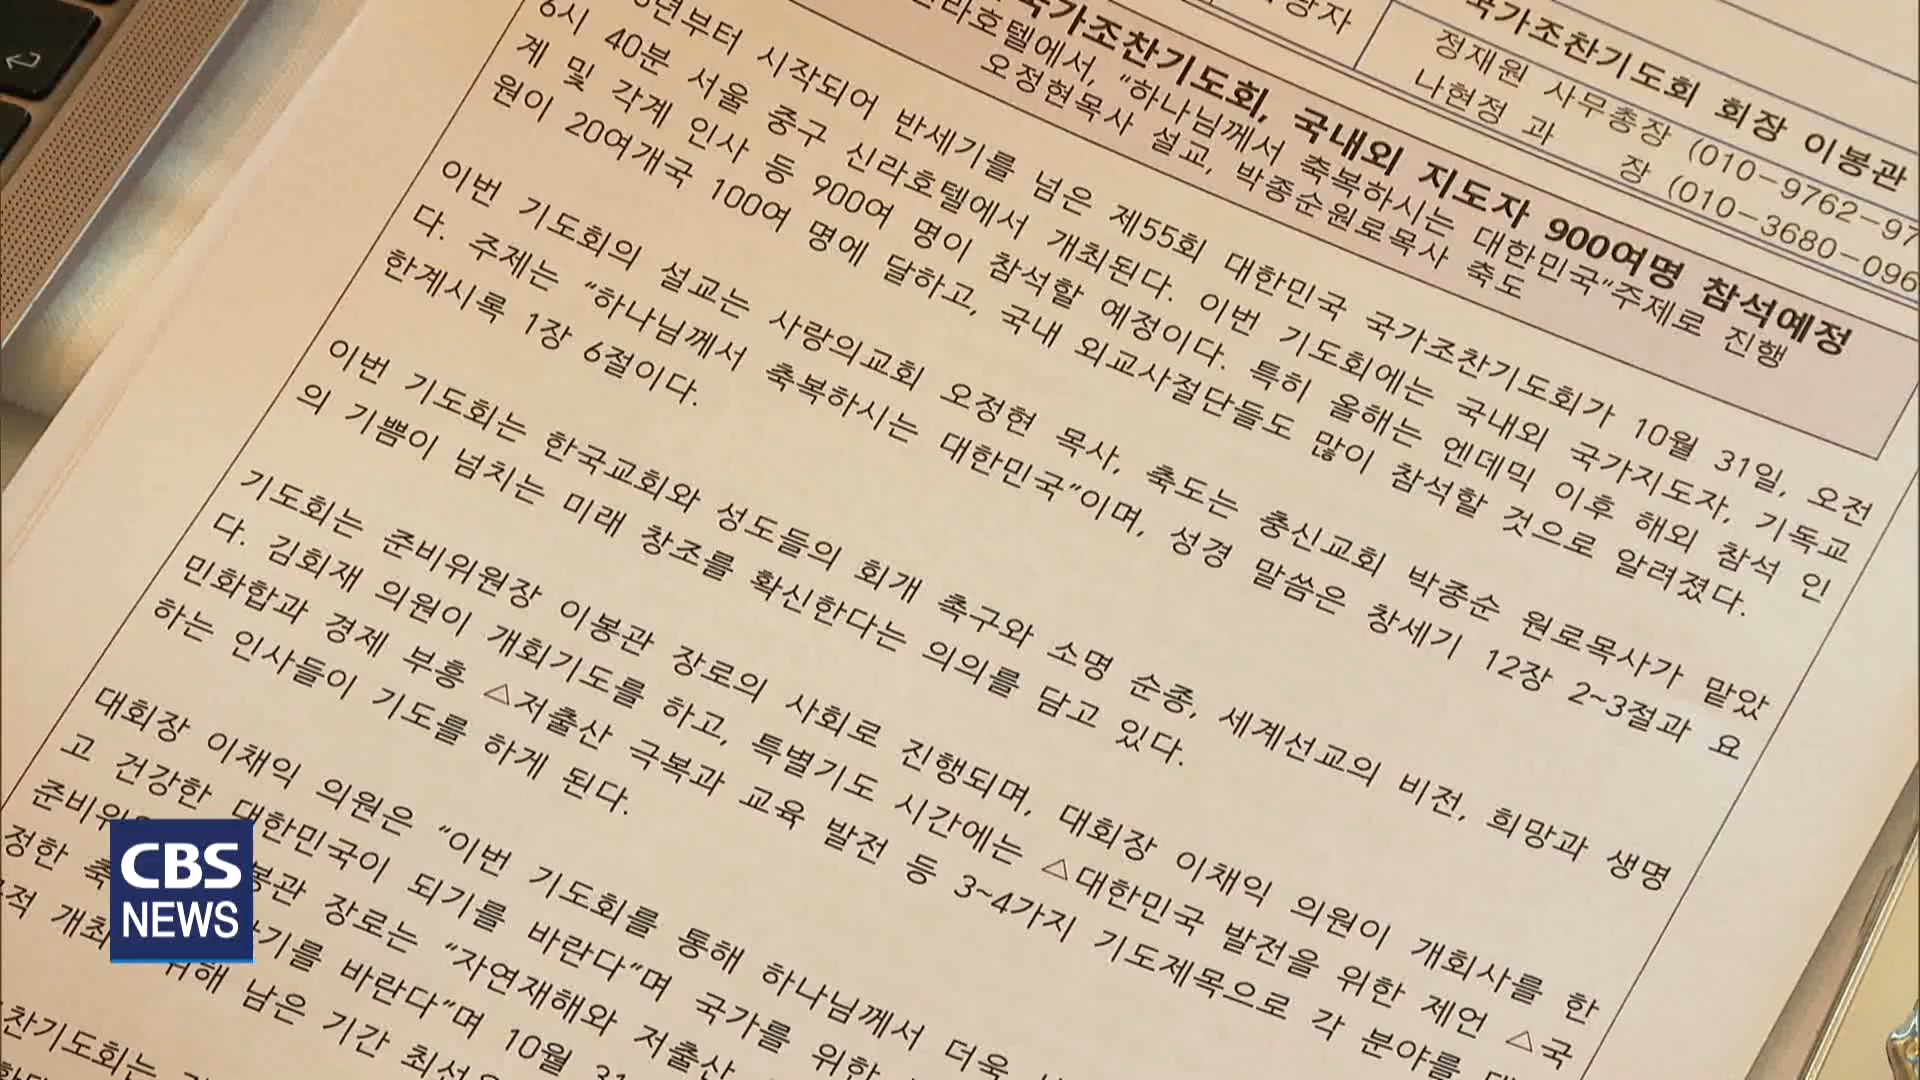 국가조찬기도회 회장 이봉관
정재원 사무총장 (010-9762-97
나현정 과 장 (010-3680-096
국가조찬기도회, 국내외 지도자 900여명 참석예정
신라호텔에서, "하나님께서 축복하시는 대한민국"주제로 진행
오정현목사 설교, 박종순원로목사 축도
시작되어 반세기를 넘은 제55회 대한민국 국가조찬기도회가 10월 31일, 오전
6시 40분 서울 중구 신라호텔에서 개최된다. 이번 기도회에는 국내외 국가지도자, 기독교
계 및 각계 인사 등 900여 명이 참석할 예정이다. 특히 올해는 엔데믹 이후 해외 참석 인
원이 20여개국 100여 명에 달하고, 국내 외교사절단들도 많이 참석할 것으로 알려졌다.
이번 기도회의 설교는 사랑의교회 오정현 목사, 축도는 충신교회 박종순 원로목사가 맡았
다. 주제는 "하나님께서 축복하시는 대한민국"이며, 성경 말씀은 창세기 12장 2~3절과 요
한계시록 1장 6절이다.
이번 기도회는 한국교회와 성도들의 회개 촉구와 소명 순종, 세계선교의 비전, 희망과 생명
의 기쁨이 넘치는 미래 창조를 확신한다는 의의를 담고 있다.
기도회는 준비위원장 이봉관 장로의 사회로 진행되며, 대회장 이채익 의원이 개회사를 한
다. 김회재 의원이 개회기도를 하고, 특별기도 시간에는 △대한민국 발전을 위한 제언 △국
민화합과 경제 부흥 △저출산 극복과 교육 발전 등 3~4가지 기도제목으로 각 분야를
하는 인사들이 기도를 하게 된다.
대회장 이채익 의원은 "이번 기도회를 통해 하나님께서 더욱
고 건강한 대한민국이 되기를 바란다"며 국가를 위한
봉관 장로는 "자연재해와 저출산
정한 기를 바란다"며 10월 31
개최 위해 남은 기간
찬기도회는
CBS
NEWS